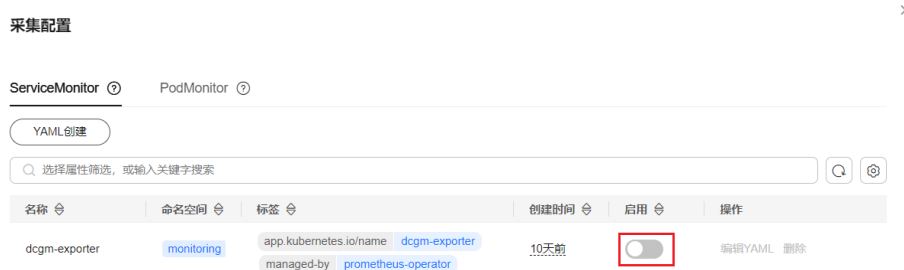 采集配置
ServiceMonitor ? PodMonitor ?
YAML创建
选择属性筛选，或输入关键字搜索
名称 命名空间 标签 创建时间 启用 操作
dcgm-exporter monitoring app.kubernetes.io/name dcgm-exporter 10天前 编辑YAML 删除
managed-by prometheus-operator